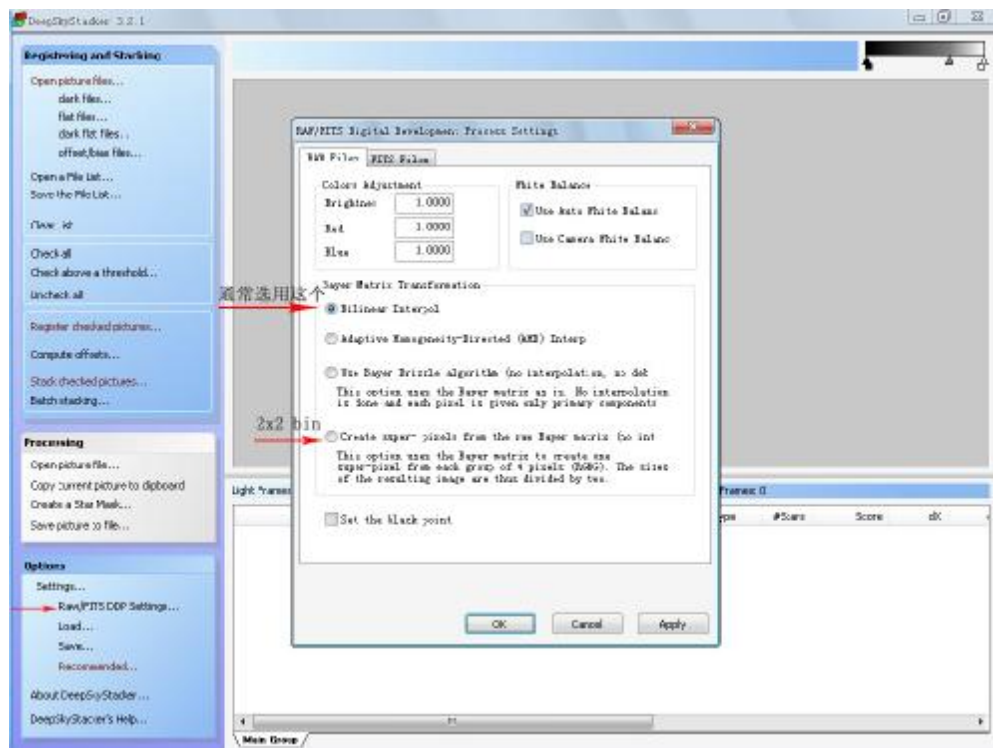 DeepSkyStacker 3.2.1
Registering and Stacking
Open picture files...
dark files...
flat files...
dark flat files...
offset/bias files...
Open a File List...
Save the File List...
Clear list
Check all
Check above a threshold...
Uncheck all
Register checked pictures...
Compute offsets...
Stack checked pictures...
Batch stacking...
Processing
Open picture file...
Copy current picture to clipboard
Create a Star Mask...
Save picture to file...
Options
Settings...
Raw/FITS DDP Settings...
Load...
Save...
Recommended...
About DeepSkyStacker...
DeepSkyStacker's Help...
RAW/FITS Digital Development Process Settings
RAW Files
FITS Files
Colors Adjustment
Brightnes
1.0000
Red
1.0000
Blue
1.0000
White Balance
Use Auto White Balanc
Use Camera White Balanc
Bayer Matrix Transformation
通常选用这个
Bilinear Interpol
Adaptive Homogeneity-Directed (AHD) Interp
Use Bayer Drizzle algorithm (no interpolation, no deb
This option uses the Bayer matrix as is. No interpolation
is done and each pixel is given only primary components
2x2 bin
Create super-pixels from the raw Bayer matrix (no int
This option uses the Bayer matrix to create one
super-pixel from each group of 4 pixels (RGBG). The sizes
of the resulting image are thus divided by two.
Set the black point
OK
Cancel
Apply
Light Frames
Frames: 0
#Stars
Score
dX
Main Group